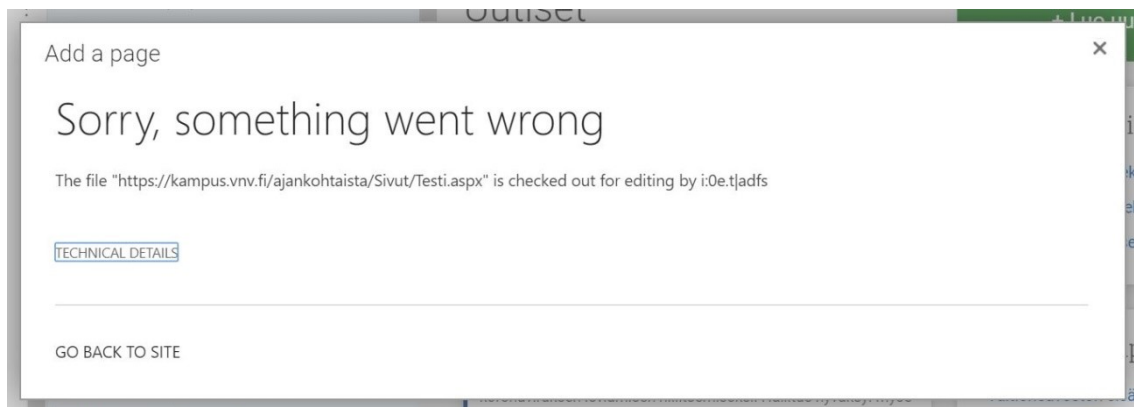 Uutiset
Add a page
Sorry, something went wrong
The file "https://kampus.vnv.fi/ajankohtaista/Sivut/Testi.aspx" is checked out for editing by i:0e.t|adfs
TECHNICAL DETAILS
GO BACK TO SITE